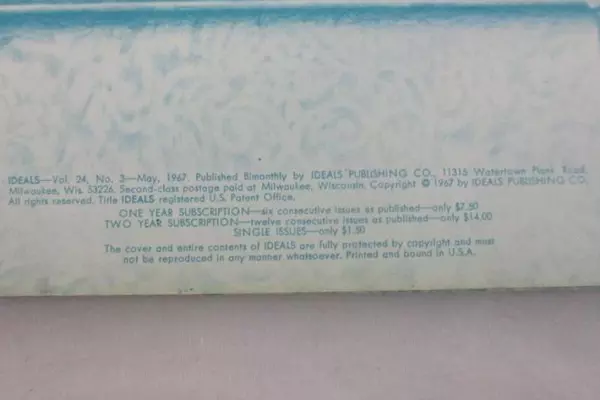 IDEALS—Vol. 24, No. 3—May, 1967. Published Bimonthly by IDEALS PUBLISHING CO., 11315 Watertown Plank Road,
Milwaukee, Wis. 53226. Second-class postage paid at Milwaukee, Wisconsin. Copyright © 1967 by IDEALS PUBLISHING CO.
All rights reserved. Title IDEALS registered U.S. Patent Office.
ONE YEAR SUBSCRIPTION—six consecutive issues as published—only $7.50
TWO YEAR SUBSCRIPTION—twelve consecutive issues as published—only $14.00
SINGLE ISSUES—only $1.50
The cover and entire contents of IDEALS are fully protected by copyright and must
not be reproduced in any manner whatsoever. Printed and bound in U.S.A.